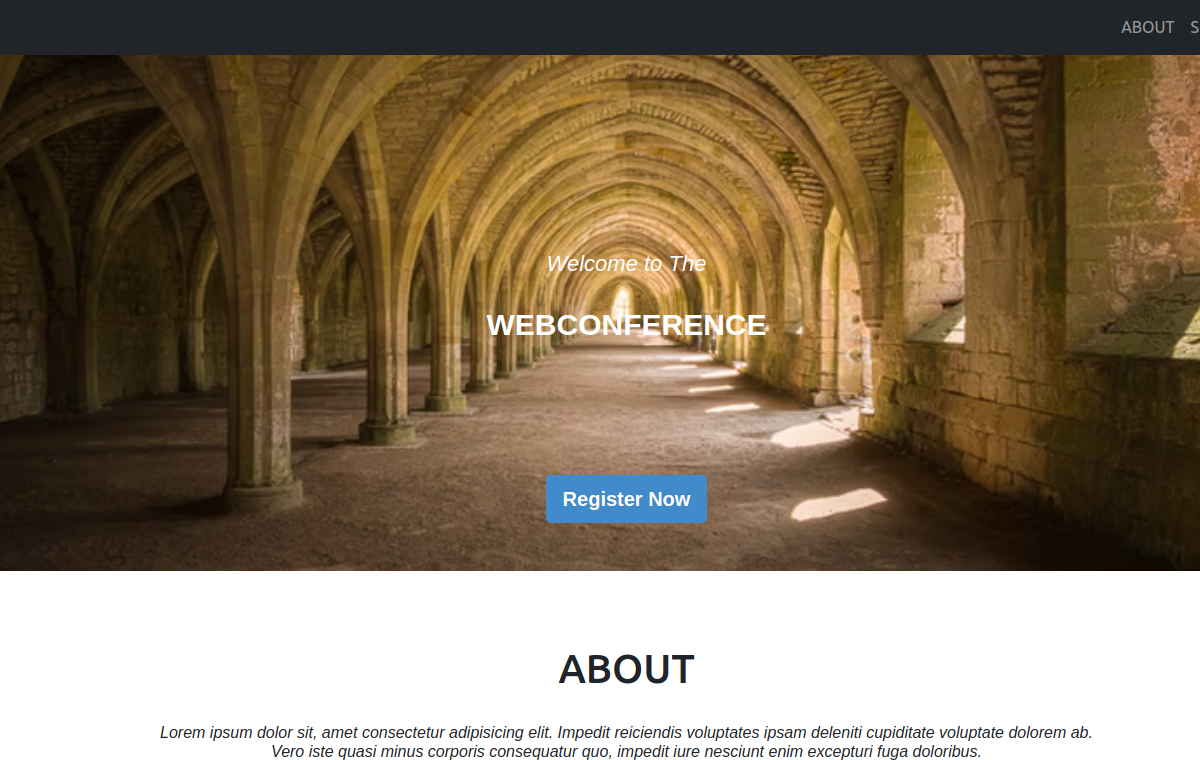 ABOUT S
Welcome to The
WEBCONFERENCE
Register Now
ABOUT
Lorem ipsum dolor sit, amet consectetur adipisicing elit. Impedit reiciendis voluptates ipsam deleniti cupiditate voluptate dolorem ab.
Vero iste quasi minus corporis consequatur quo, impedit iure nesciunt enim excepturi fuga doloribus.